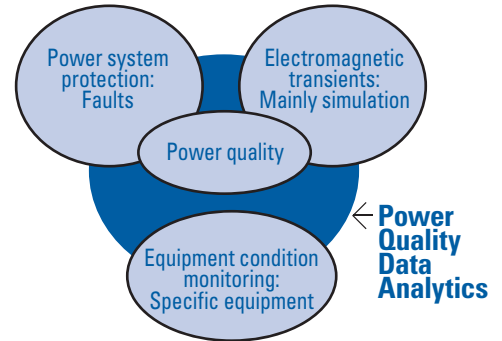 Power system
protection:
Faults
Electromagnetic
transients:
Mainly simulation
Power quality
Power
Quality
Data
Analytics
Equipment condition
monitoring:
Specific equipment